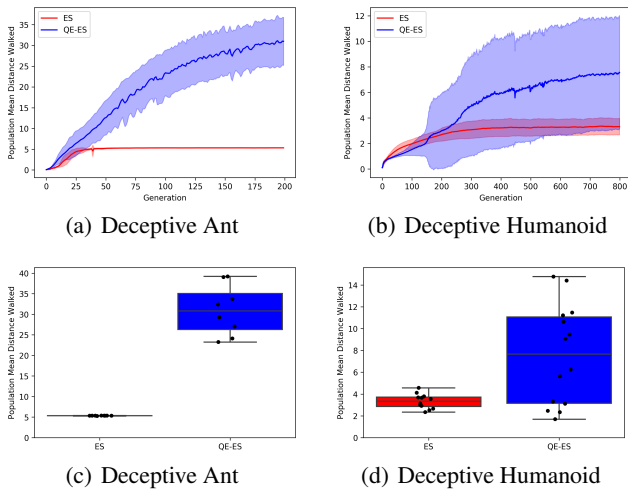 ES
QE-ES
Population Mean Distance Walked
35
30
25
20
15
10
5
0
0 25 50 75 100 125 150 175 200
Generation
(a) Deceptive Ant
ES
QE-ES
Population Mean Distance Walked
12
10
8
6
4
2
0
0 100 200 300 400 500 600 700 800
Generation
(b) Deceptive Humanoid
Population Mean Distance Walked
40
35
30
25
20
15
10
5
0
ES QE-ES
(c) Deceptive Ant
Population Mean Distance Walked
14
12
10
8
6
4
2
0
ES QE-ES
(d) Deceptive Humanoid